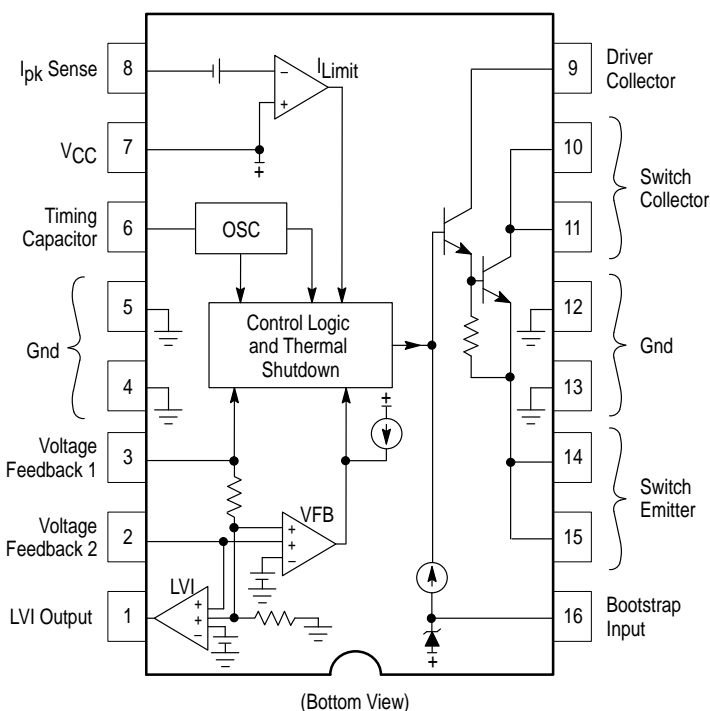 Ipk Sense
8
VCC
7
Timing
Capacitor
6
5
Gnd
4
Voltage
Feedback 1
3
Voltage
Feedback 2
2
LVI Output
1
ILimit
−
+
+
OSC
Control Logic
and Thermal
Shutdown
+
VFB
+
+
−
LVI
+
+
−
+
9
Driver
Collector
10
Switch
Collector
11
12
Gnd
13
14
Switch
Emitter
15
16
Bootstrap
Input
(Bottom View)